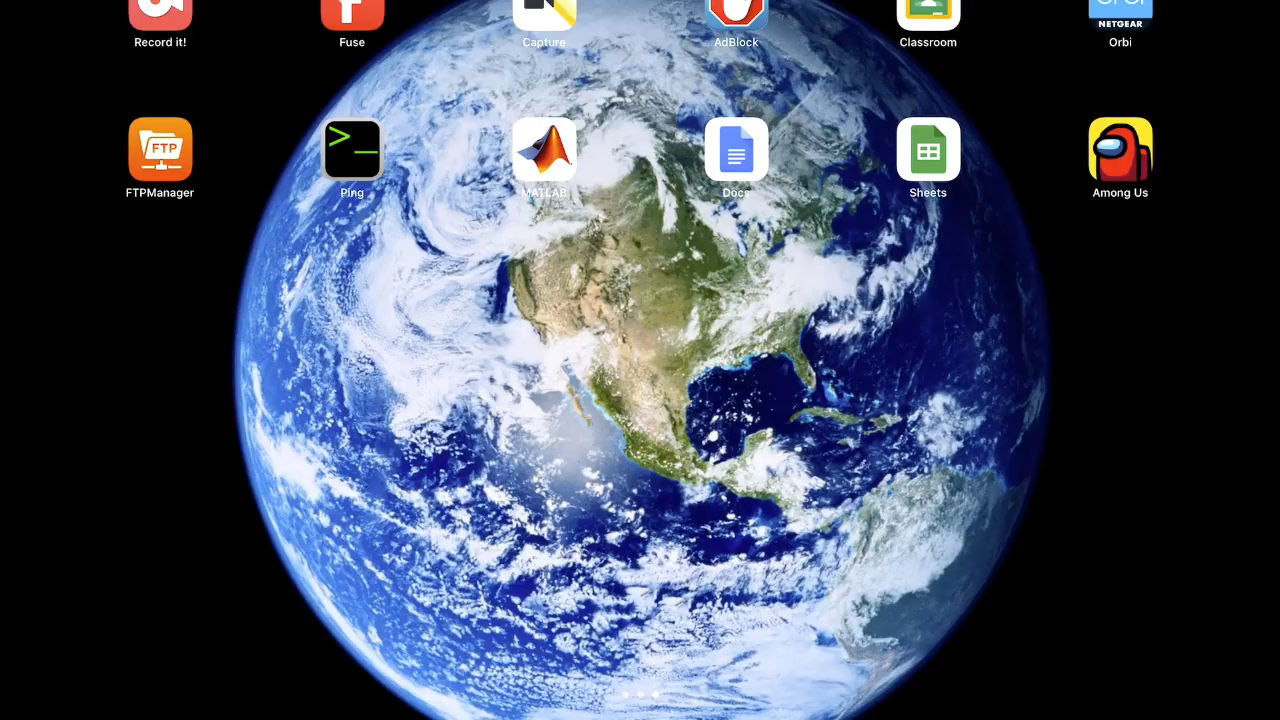 Record it!
Fuse
Capture
AdBlock
Classroom
NETGEAR
Orbi
FTP
FTPManager
Ping
MATLAB
Docs
Sheets
Among Us